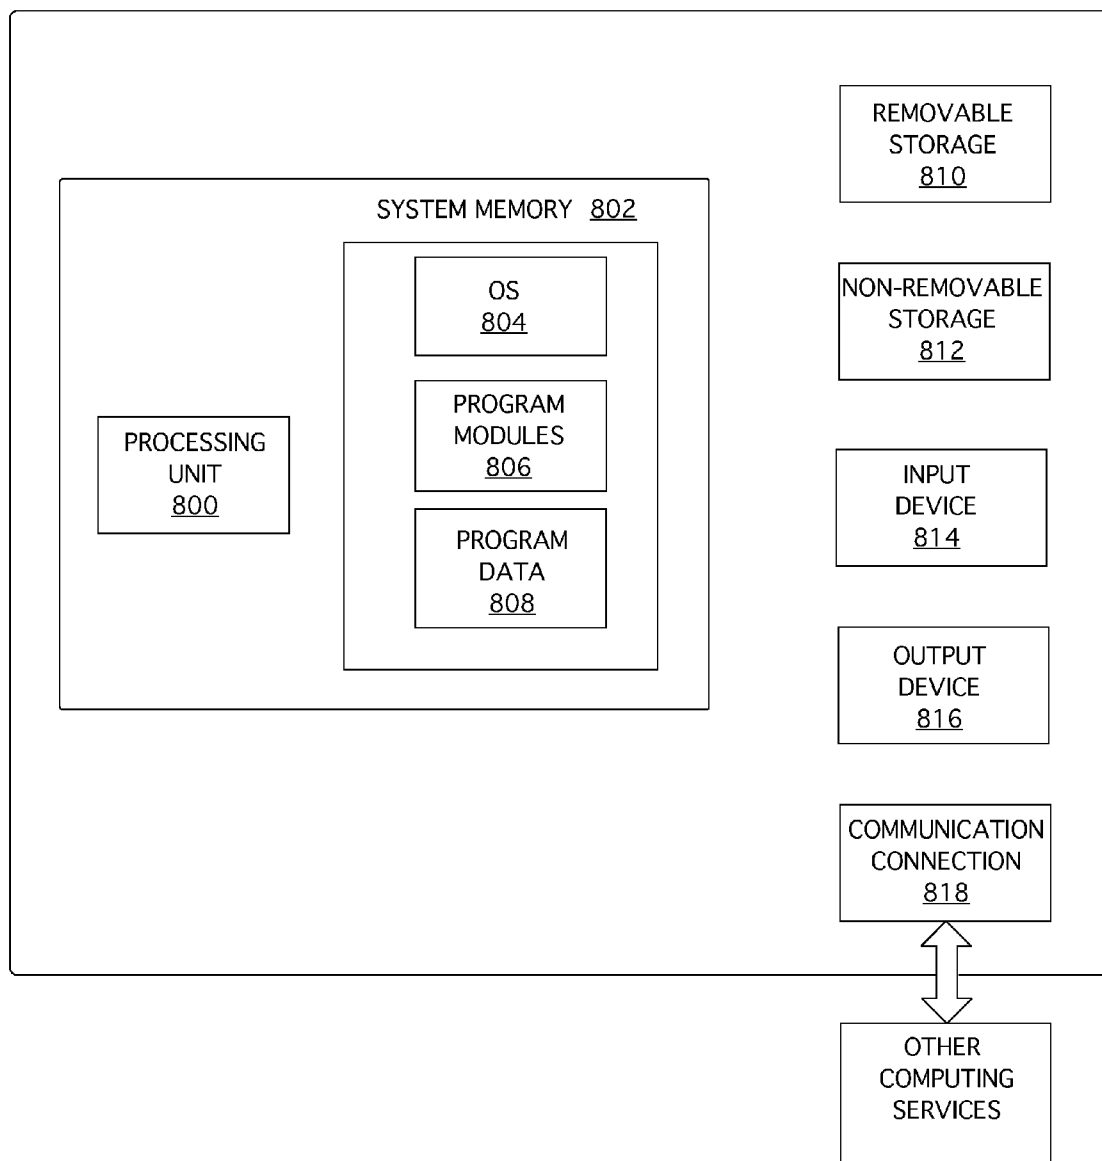 SYSTEM MEMORY 802
OS
804
PROGRAM
MODULES
806
PROGRAM
DATA
808
PROCESSING
UNIT
800
REMOVABLE
STORAGE
810
NON-REMOVABLE
STORAGE
812
INPUT
DEVICE
814
OUTPUT
DEVICE
816
COMMUNICATION
CONNECTION
818
OTHER
COMPUTING
SERVICES